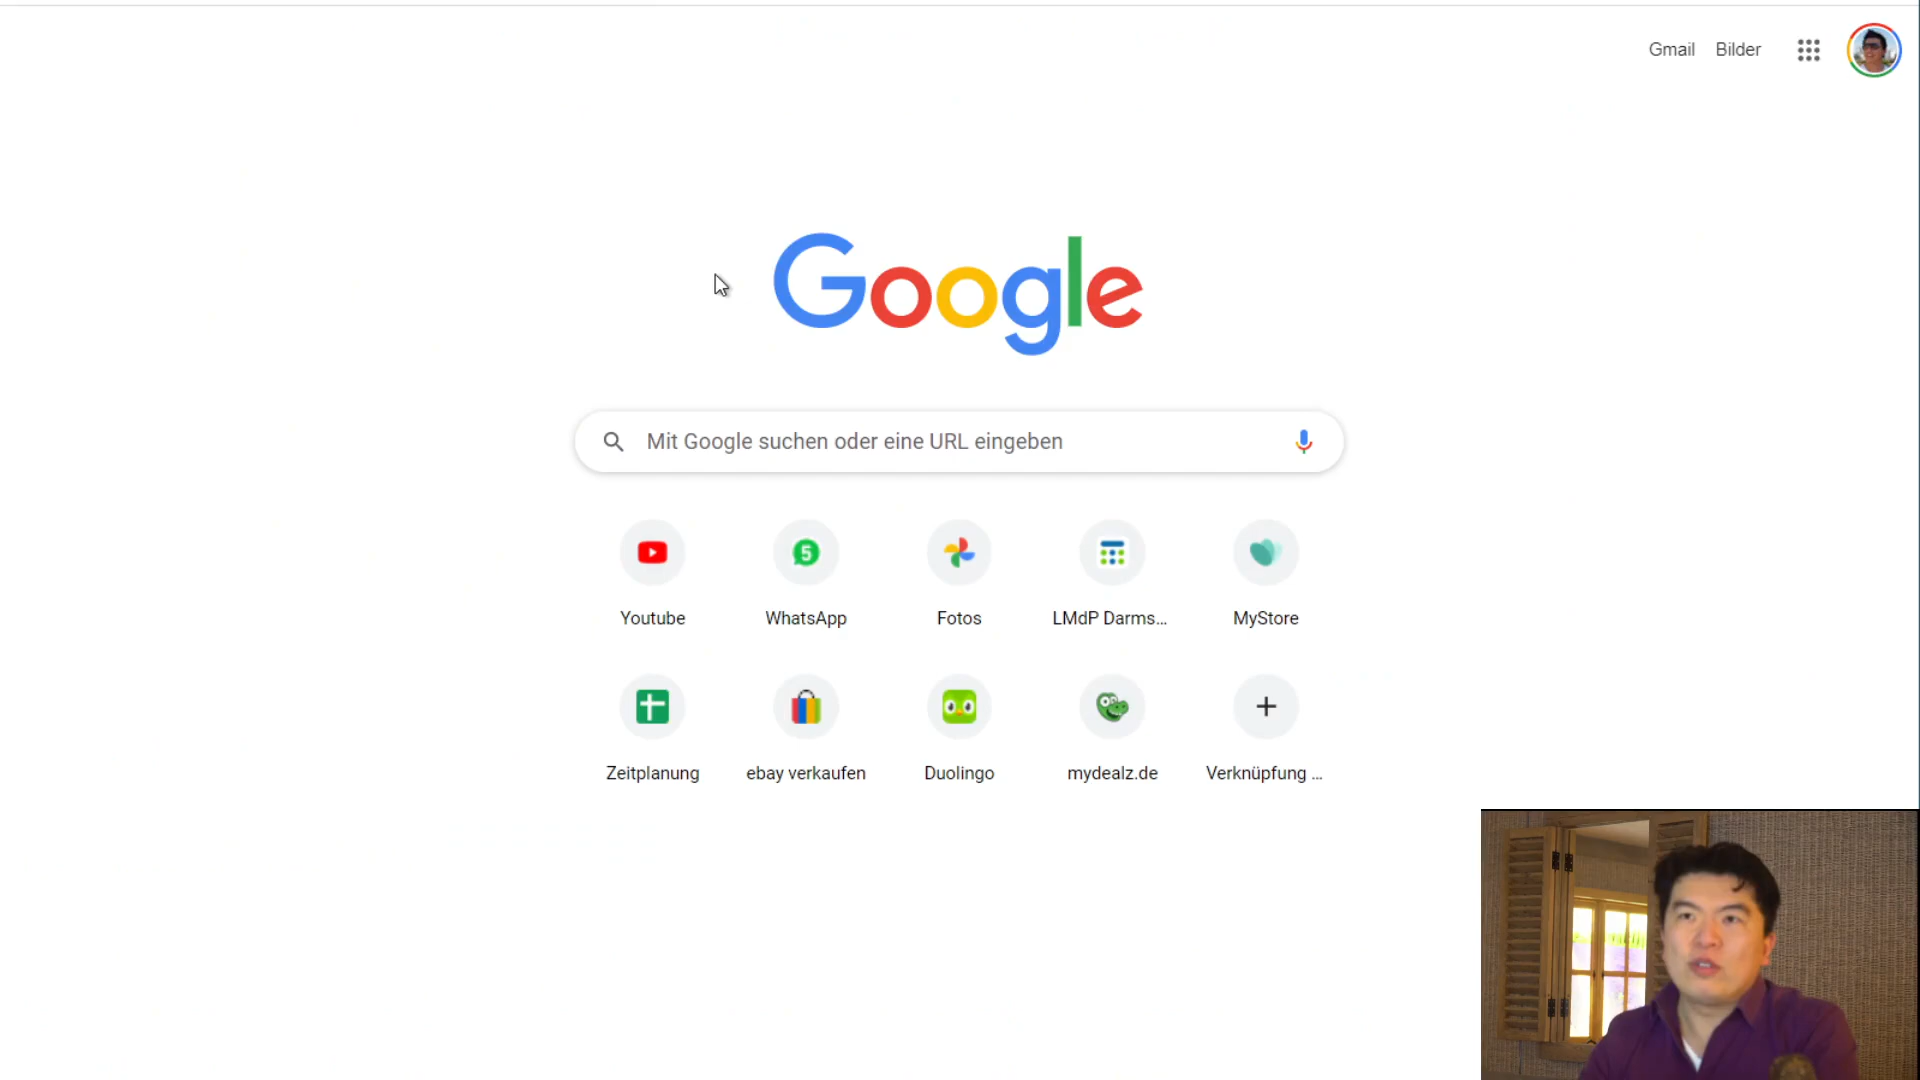 Gmail Bilder
Google
Mit Google suchen oder eine URL eingeben
5
Youtube WhatsApp Fotos LMdP Darms... MyStore
Zeitplanung ebay verkaufen Duolingo mydealz.de Verknüpfung ...